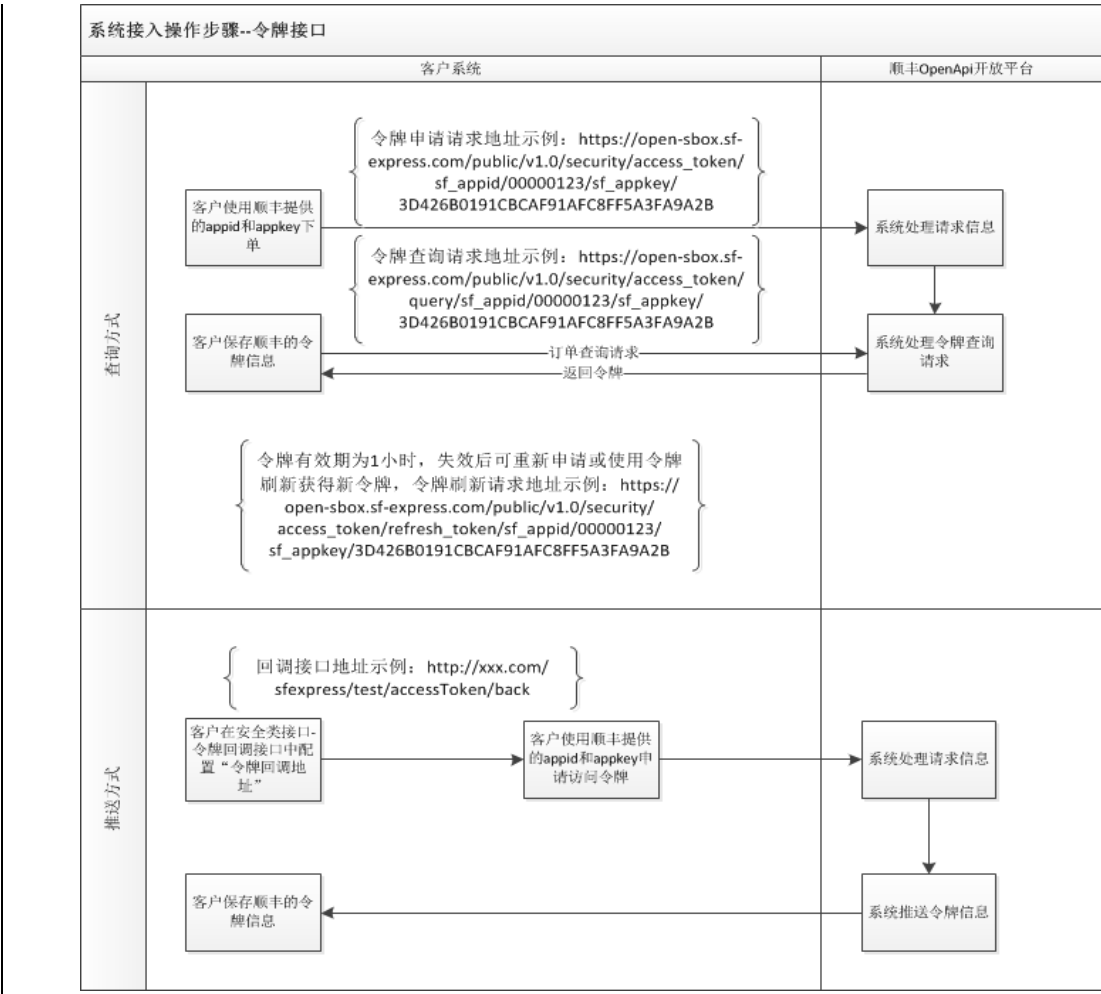 系统接入操作步骤--令牌接口
客户系统
顺丰OpenApi开放平台
查询方式
令牌申请请求地址示例：https://open-sbox.sf-
express.com/public/v1.0/security/access_token/
sf_appid/00000123/sf_appkey/
3D426B0191CBCAF91AFC8FF5A3FA9A2B
客户使用顺丰提供
的appid和appkey下
单
系统处理请求信息
令牌查询请求地址示例：https://open-sbox.sf-
express.com/public/v1.0/security/access_token/
query/sf_appid/00000123/sf_appkey/
3D426B0191CBCAF91AFC8FF5A3FA9A2B
客户保存顺丰的令
牌信息
订单查询请求
返回令牌
系统处理令牌查询
请求
令牌有效期为1小时，失效后可重新申请或使用令牌
刷新获得新令牌，令牌刷新请求地址示例：https://
open-sbox.sf-express.com/public/v1.0/security/
access_token/refresh_token/sf_appid/00000123/
sf_appkey/3D426B0191CBCAF91AFC8FF5A3FA9A2B
推送方式
回调接口地址示例：http://xxx.com/
sfexpress/test/accessToken/back
客户在安全类接口-
令牌回调接口中配
置“令牌回调地
址”
客户使用顺丰提供
的appid和appkey申
请访问令牌
系统处理请求信息
客户保存顺丰的令
牌信息
系统推送令牌信息